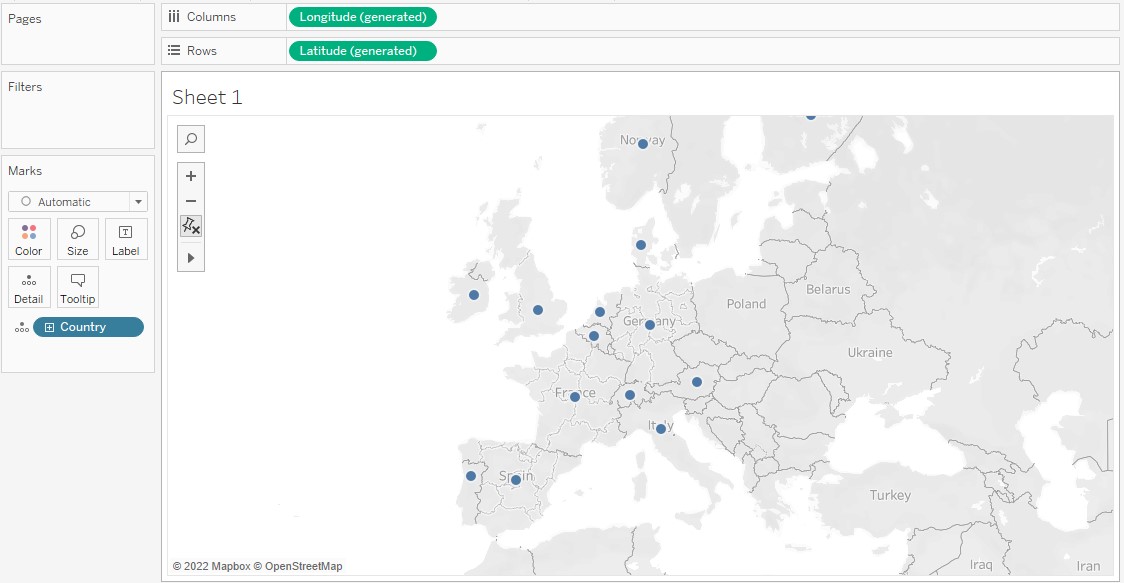 Pages
Columns
Longitude (generated)
Rows
Latitude (generated)
Filters
Sheet 1
Marks
Automatic
Color
Size
Label
Detail
Tooltip
Country
Norway
Belarus
Poland
Germany
Ukraine
France
Italy
Spain
Turkey
Iraq
Iran
© 2022 Mapbox © OpenStreetMap